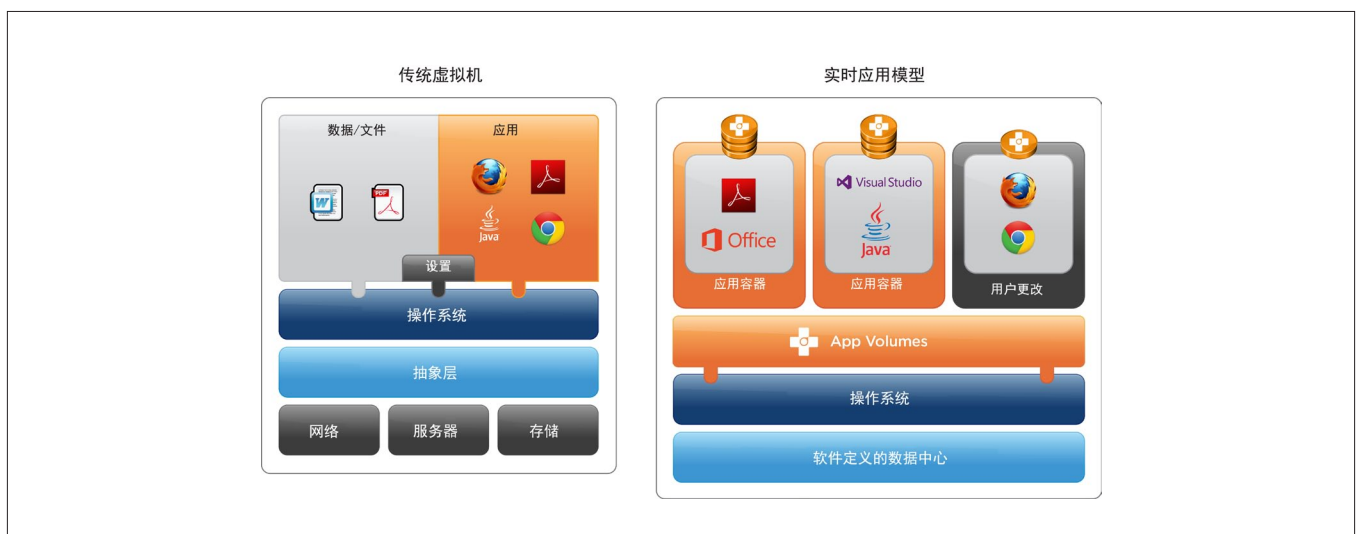 传统虚拟机
数据/文件
应用
W
PDF
Java
设置
操作系统
抽象层
网络
服务器
存储
实时应用模型
Office
应用容器
Visual Studio
Java
应用容器
用户更改
App Volumes
操作系统
软件定义的数据中心